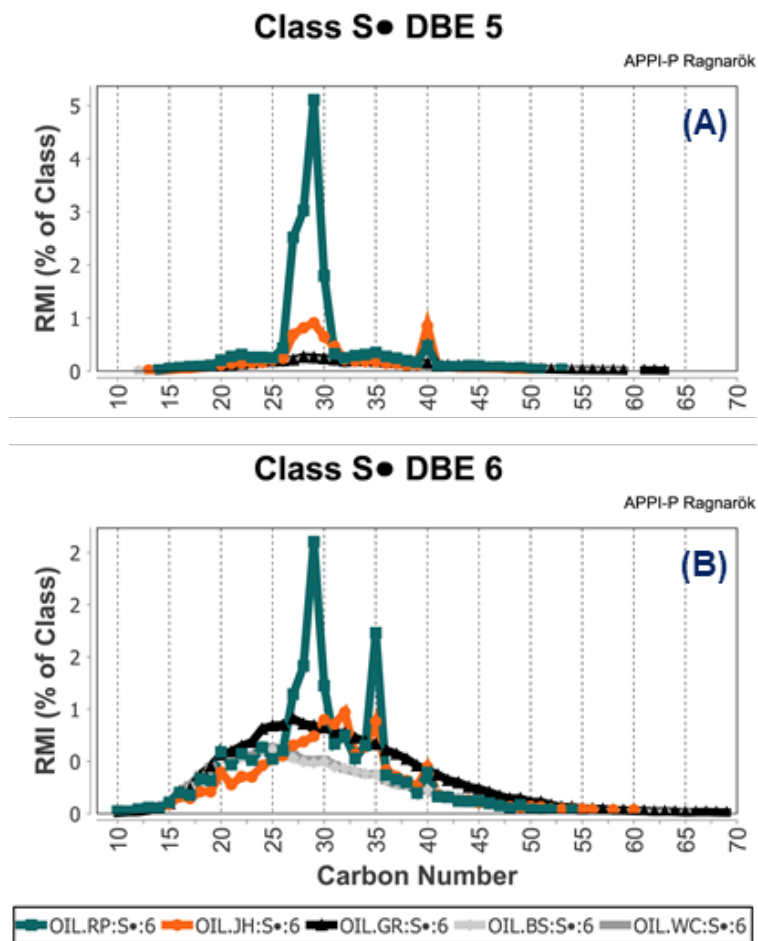 Class S● DBE 5
APPI-P Ragnarök
(A)
RMI (% of Class)
5
4
3
2
1
0
10 15 20 25 30 35 40 45 50 55 60 65 70
Class S● DBE 6
APPI-P Ragnarök
(B)
RMI (% of Class)
2
2
2
1
0
0
10 15 20 25 30 35 40 45 50 55 60 65 70
Carbon Number
OIL.RP:S•:6 OIL.JH:S•:6 OIL.GR:S•:6 OIL.BS:S•:6 OIL.WC:S•:6